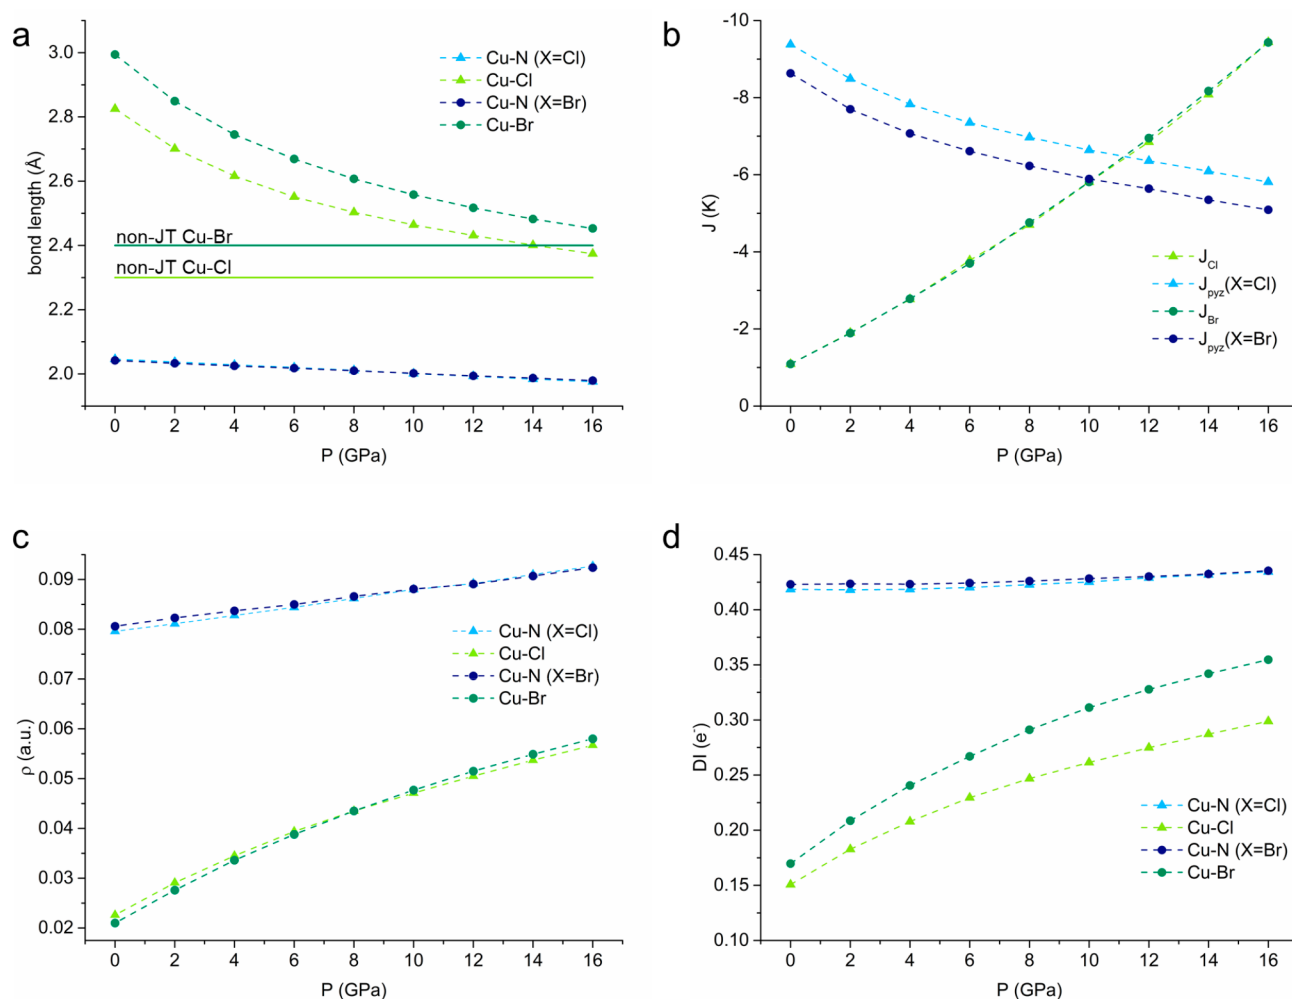 a
3.0
2.8
2.6
2.4
2.2
2.0
bond length (Å)
Cu-N (X=Cl)
Cu-Cl
Cu-N (X=Br)
Cu-Br
non-JT Cu-Br
non-JT Cu-Cl
0 2 4 6 8 10 12 14 16
P (GPa)
b
-10
-8
-6
-4
-2
0
J (K)
J_Cl
J_pyz(X=Cl)
J_Br
J_pyz(X=Br)
0 2 4 6 8 10 12 14 16
P (GPa)
c
0.09
0.08
0.07
0.06
0.05
0.04
0.03
0.02
ρ (a.u.)
Cu-N (X=Cl)
Cu-Cl
Cu-N (X=Br)
Cu-Br
0 2 4 6 8 10 12 14 16
P (GPa)
d
0.45
0.40
0.35
0.30
0.25
0.20
0.15
0.10
DI (e⁻)
Cu-N (X=Cl)
Cu-Cl
Cu-N (X=Br)
Cu-Br
0 2 4 6 8 10 12 14 16
P (GPa)